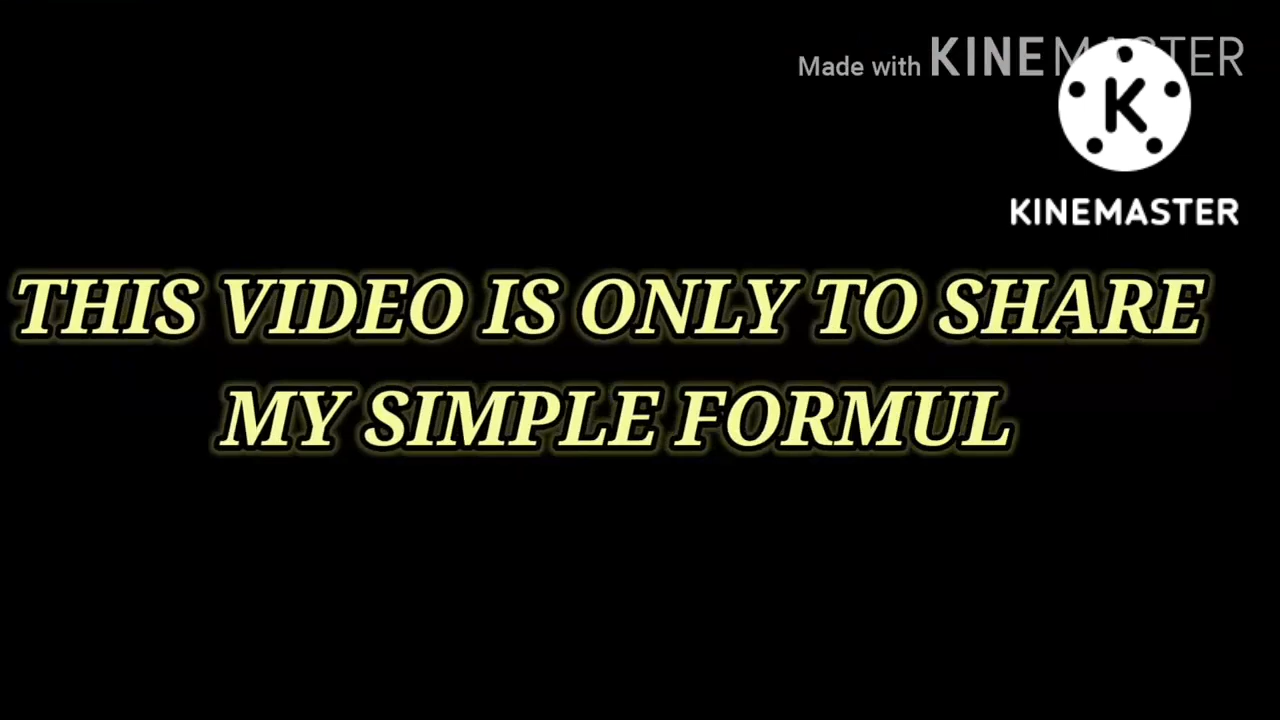 Made with KINEMASTER
K
KINEMASTER
THIS VIDEO IS ONLY TO SHARE
MY SIMPLE FORMUL